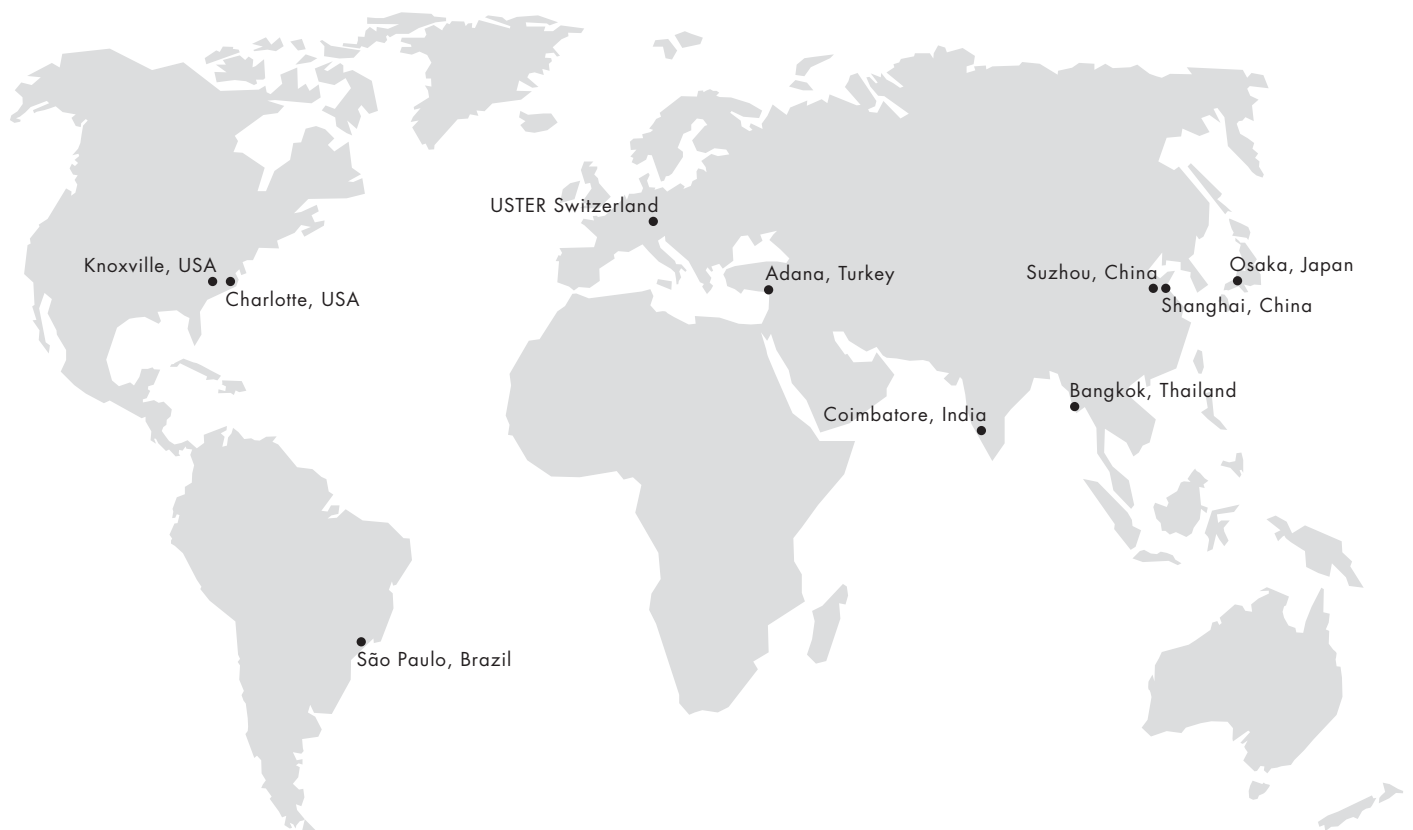 USTER Switzerland
Knoxville, USA
Charlotte, USA
Adana, Turkey
Suzhou, China
Osaka, Japan
Shanghai, China
Bangkok, Thailand
Coimbatore, India
São Paulo, Brazil